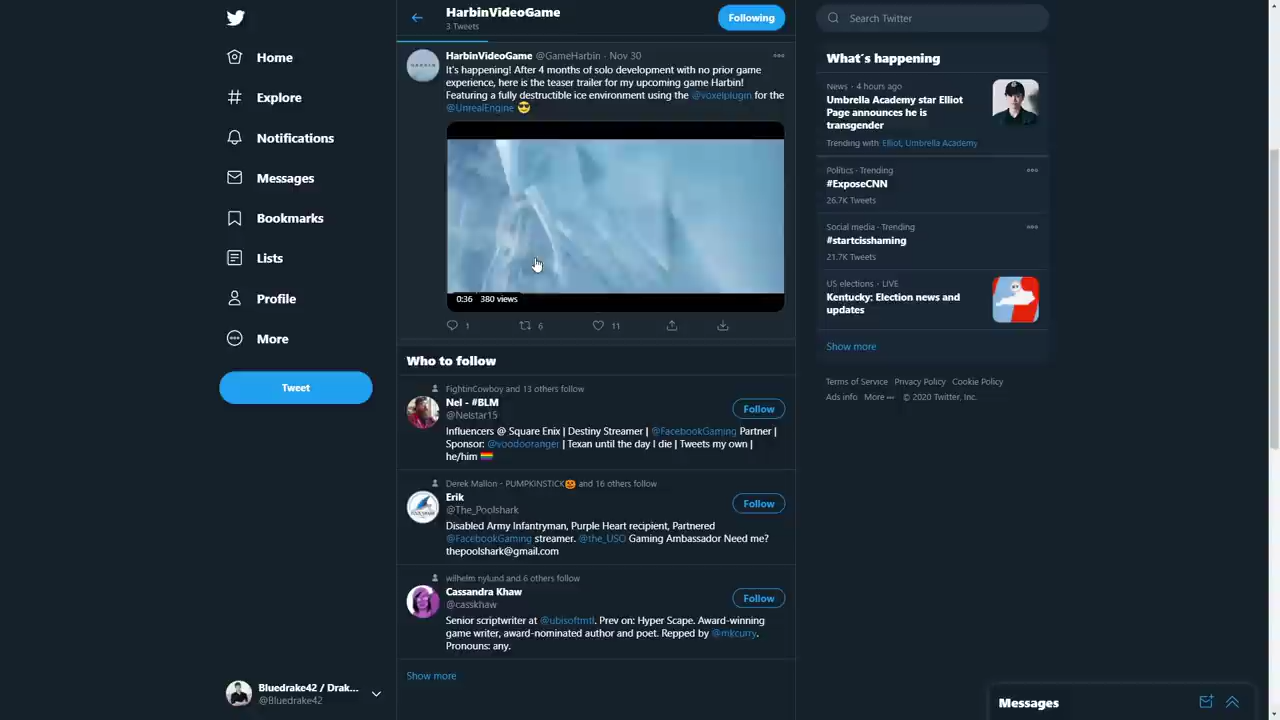 Home
Explore
Notifications
Messages
Bookmarks
Lists
Profile
More
Tweet
Bluedrake42 / Drak...
@Bluedrake42
HarbinVideoGame
3 Tweets
Following
HarbinVideoGame @GameHarbin · Nov 30
It's happening! After 4 months of solo development with no prior game
experience, here is the teaser trailer for my upcoming game Harbin!
Featuring a fully destructible ice environment using the @voxelplugin for the
@UnrealEngine 😎
0:36 380 views
1 6 11
Who to follow
FightinCowboy and 13 others follow
Nel - #BLM
@Nelstar15
Follow
Influencers @ Square Enix | Destiny Streamer | @FacebookGaming Partner |
Sponsor: @voodooranger | Texan until the day I die | Tweets my own |
he/him 🏳️‍🌈
Derek Mallon - PUMPKINSTICK🎃 and 16 others follow
Erik
@The_Poolshark
Follow
Disabled Army Infantryman, Purple Heart recipient, Partnered
@FacebookGaming streamer. @the_USO Gaming Ambassador Need me?
thepoolshark@gmail.com
wilhelm nylund and 6 others follow
Cassandra Khaw
@casskhaw
Follow
Senior scriptwriter at @ubisoftmtl. Prev on: Hyper Scape. Award-winning
game writer, award-nominated author and poet. Repped by @mkcurry.
Pronouns: any.
Show more
Search Twitter
What's happening
News · 4 hours ago
Umbrella Academy star Elliot
Page announces he is
transgender
Trending with Elliot, Umbrella Academy
Politics · Trending
#ExposeCNN
26.7K Tweets
Social media · Trending
#startcisshaming
21.7K Tweets
US elections · LIVE
Kentucky: Election news and
updates
Show more
Terms of Service Privacy Policy Cookie Policy
Ads info More ••• © 2020 Twitter, Inc.
Messages